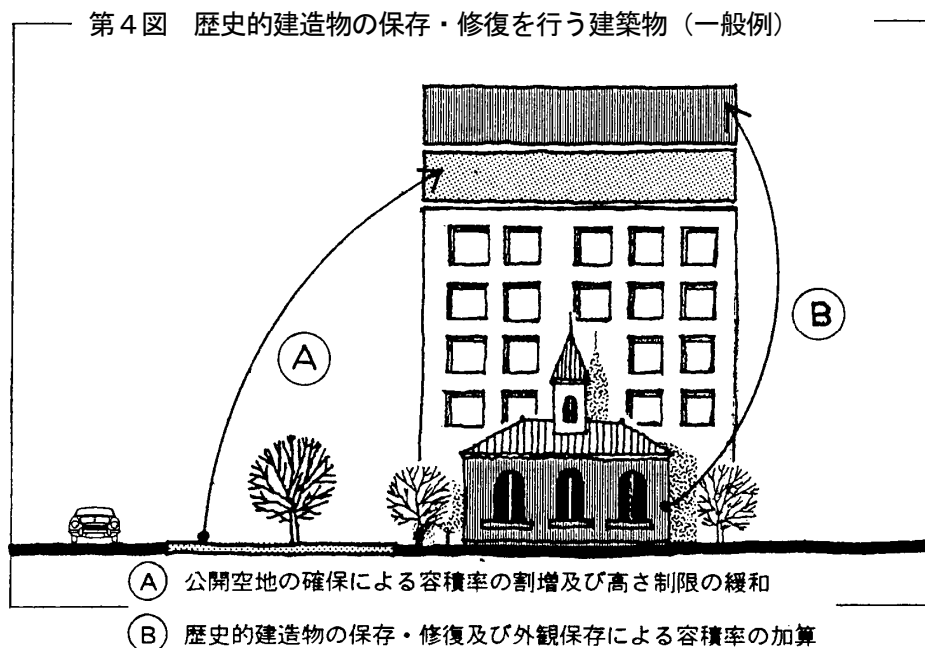 第4図 歴史的建造物の保存・修復を行う建築物（一般例）
A
B
A 公開空地の確保による容積率の割増及び高さ制限の緩和
B 歴史的建造物の保存・修復及び外観保存による容積率の加算